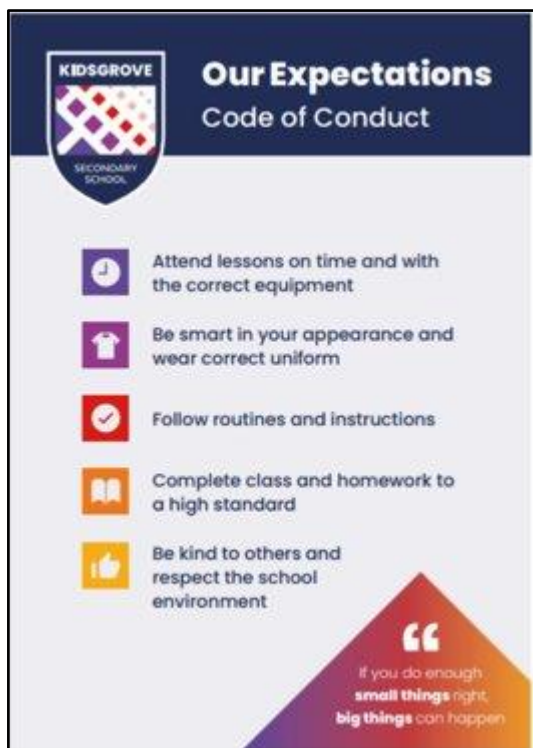 KIDSGROVE
SECONDARY
SCHOOL
Our Expectations
Code of Conduct
Attend lessons on time and with
the correct equipment
Be smart in your appearance and
wear correct uniform
Follow routines and instructions
Complete class and homework to
a high standard
Be kind to others and
respect the school
environment
“
If you do enough
small things right,
big things can happen